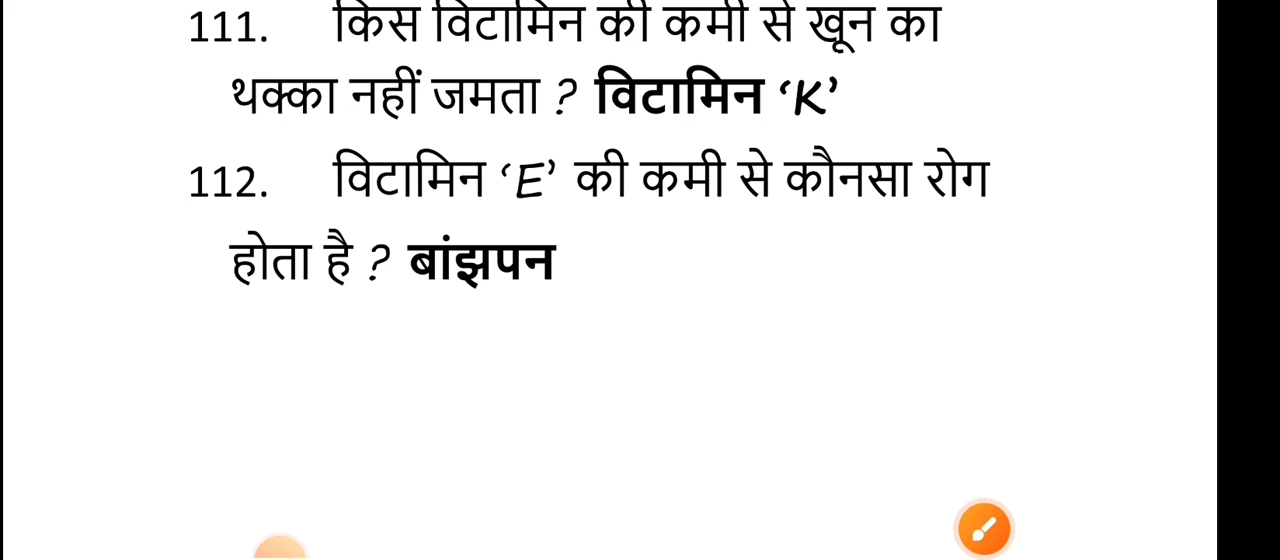 111. किस विटामिन की कमी से खून का
थक्का नहीं जमता ? विटामिन ‘K’
112. विटामिन ‘E’ की कमी से कौनसा रोग
होता है ? बांझपन